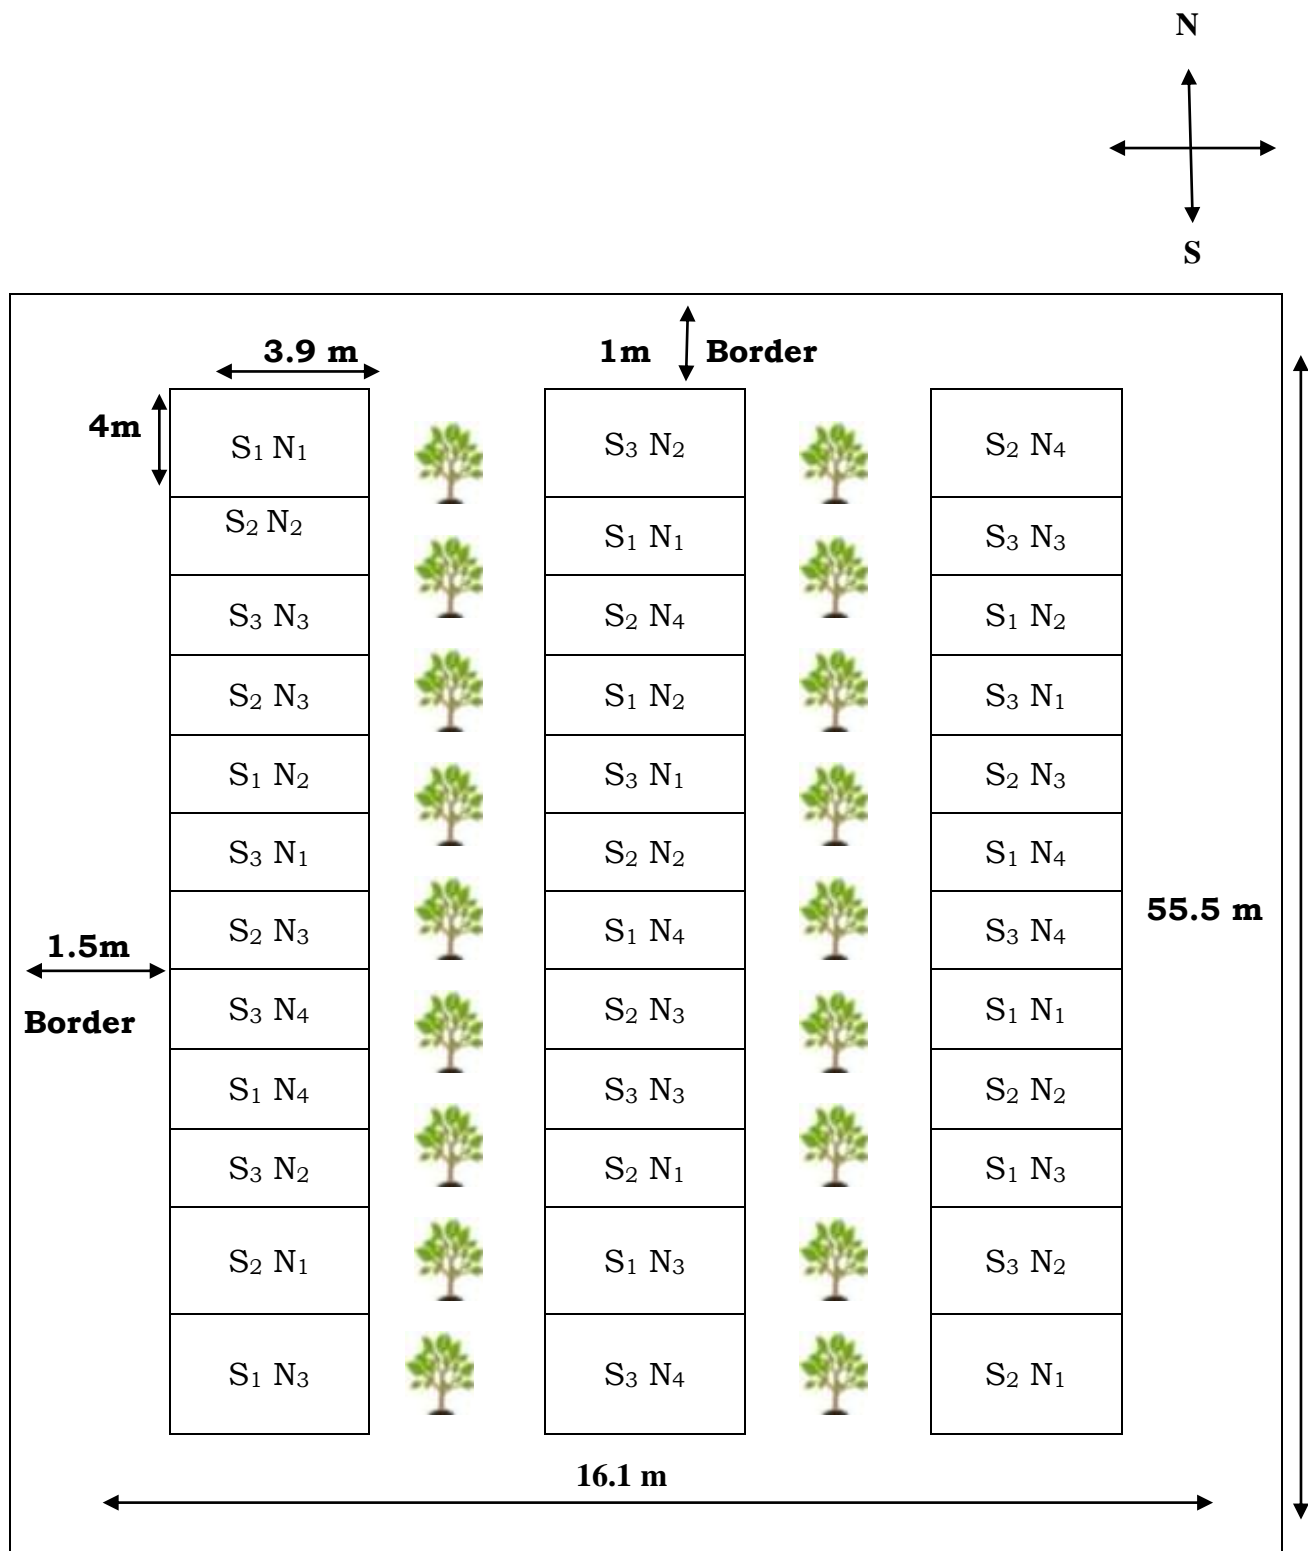 N
S
3.9 m
1m Border
4m
S₁ N₁ S₃ N₂ S₂ N₄
S₂ N₂ S₁ N₁ S₃ N₃
S₃ N₃ S₂ N₄ S₁ N₂
S₂ N₃ S₁ N₂ S₃ N₁
S₁ N₂ S₃ N₁ S₂ N₃
S₃ N₁ S₂ N₂ S₁ N₄
S₂ N₃ S₁ N₄ S₃ N₄
55.5 m
1.5m
Border
S₃ N₄ S₂ N₃ S₁ N₁
S₁ N₄ S₃ N₃ S₂ N₂
S₃ N₂ S₂ N₁ S₁ N₃
S₂ N₁ S₁ N₃ S₃ N₂
S₁ N₃ S₃ N₄ S₂ N₁
16.1 m